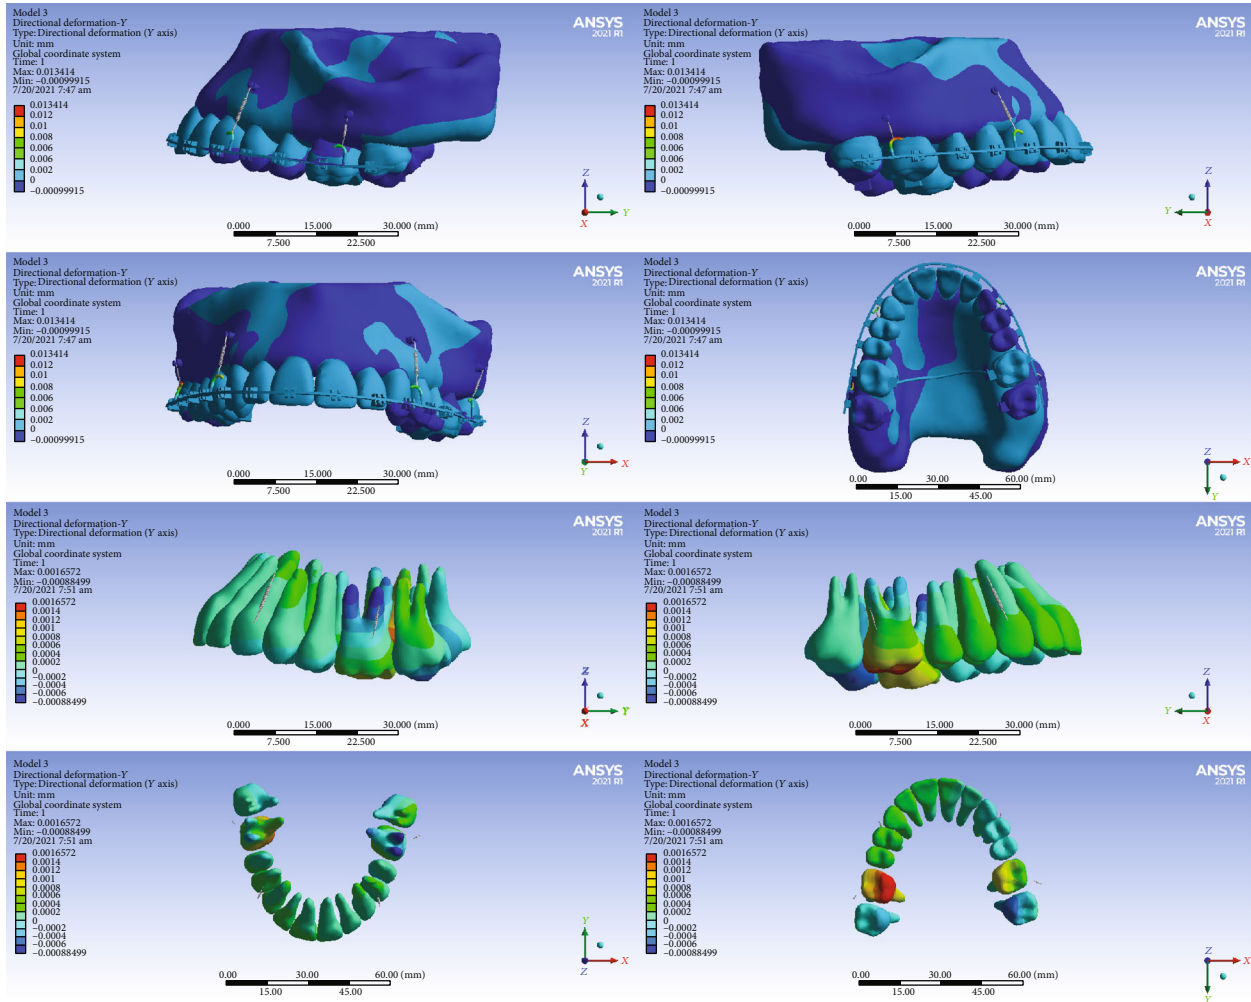 Model 3
Directional deformation-Y
Type: Directional deformation (Y axis)
Unit: mm
Global coordinate system
Time: 1
Max: 0.013414
Min: −0.00099915
7/20/2021 7:47 am
0.013414
0.012
0.01
0.008
0.006
0.004
0.002
0
−0.00099915
ANSYS
2021 R1
Z
Y
X
0.000 15.000 30.000 (mm)
7.500 22.500
Model 3
Directional deformation-Y
Type: Directional deformation (Y axis)
Unit: mm
Global coordinate system
Time: 1
Max: 0.013414
Min: −0.00099915
7/20/2021 7:47 am
0.013414
0.012
0.01
0.008
0.006
0.004
0.002
0
−0.00099915
ANSYS
2021 R1
Z
Y
X
0.000 15.000 30.000 (mm)
7.500 22.500
Model 3
Directional deformation-Y
Type: Directional deformation (Y axis)
Unit: mm
Global coordinate system
Time: 1
Max: 0.013414
Min: −0.00099915
7/20/2021 7:47 am
0.013414
0.012
0.01
0.008
0.006
0.004
0.002
0
−0.00099915
ANSYS
2021 R1
Z
X
Y
0.000 15.000 30.000 (mm)
7.500 22.500
Model 3
Directional deformation-Y
Type: Directional deformation (Y axis)
Unit: mm
Global coordinate system
Time: 1
Max: 0.013414
Min: −0.00099915
7/20/2021 7:47 am
0.013414
0.012
0.01
0.008
0.006
0.004
0.002
0
−0.00099915
ANSYS
2021 R1
Z
X
Y
0.00 30.00 60.00 (mm)
15.00 45.00
Model 3
Directional deformation-Y
Type: Directional deformation (Y axis)
Unit: mm
Global coordinate system
Time: 1
Max: 0.0016572
Min: −0.00088499
7/20/2021 7:51 am
0.0016572
0.0014
0.0012
0.001
0.0008
0.0006
0.0004
0.0002
0
−0.0002
−0.0004
−0.0006
−0.00088499
ANSYS
2021 R1
Z
Y
X
0.000 15.000 30.000 (mm)
7.500 22.500
Model 3
Directional deformation-Y
Type: Directional deformation (Y axis)
Unit: mm
Global coordinate system
Time: 1
Max: 0.0016572
Min: −0.00088499
7/20/2021 7:51 am
0.0016572
0.0014
0.0012
0.001
0.0008
0.0006
0.0004
0.0002
0
−0.0002
−0.0004
−0.0006
−0.00088499
ANSYS
2021 R1
Z
Y
X
0.000 15.000 30.000 (mm)
7.500 22.500
Model 3
Directional deformation-Y
Type: Directional deformation (Y axis)
Unit: mm
Global coordinate system
Time: 1
Max: 0.0016572
Min: −0.00088499
7/20/2021 7:51 am
0.0016572
0.0014
0.0012
0.001
0.0008
0.0006
0.0004
0.0002
0
−0.0002
−0.0004
−0.0006
−0.00088499
ANSYS
2021 R1
Y
X
Z
0.00 30.00 60.00 (mm)
15.00 45.00
Model 3
Directional deformation-Y
Type: Directional deformation (Y axis)
Unit: mm
Global coordinate system
Time: 1
Max: 0.0016572
Min: −0.00088499
7/20/2021 7:51 am
0.0016572
0.0014
0.0012
0.001
0.0008
0.0006
0.0004
0.0002
0
−0.0002
−0.0004
−0.0006
−0.00088499
ANSYS
2021 R1
Z
X
Y
0.00 30.00 60.00 (mm)
15.00 45.00